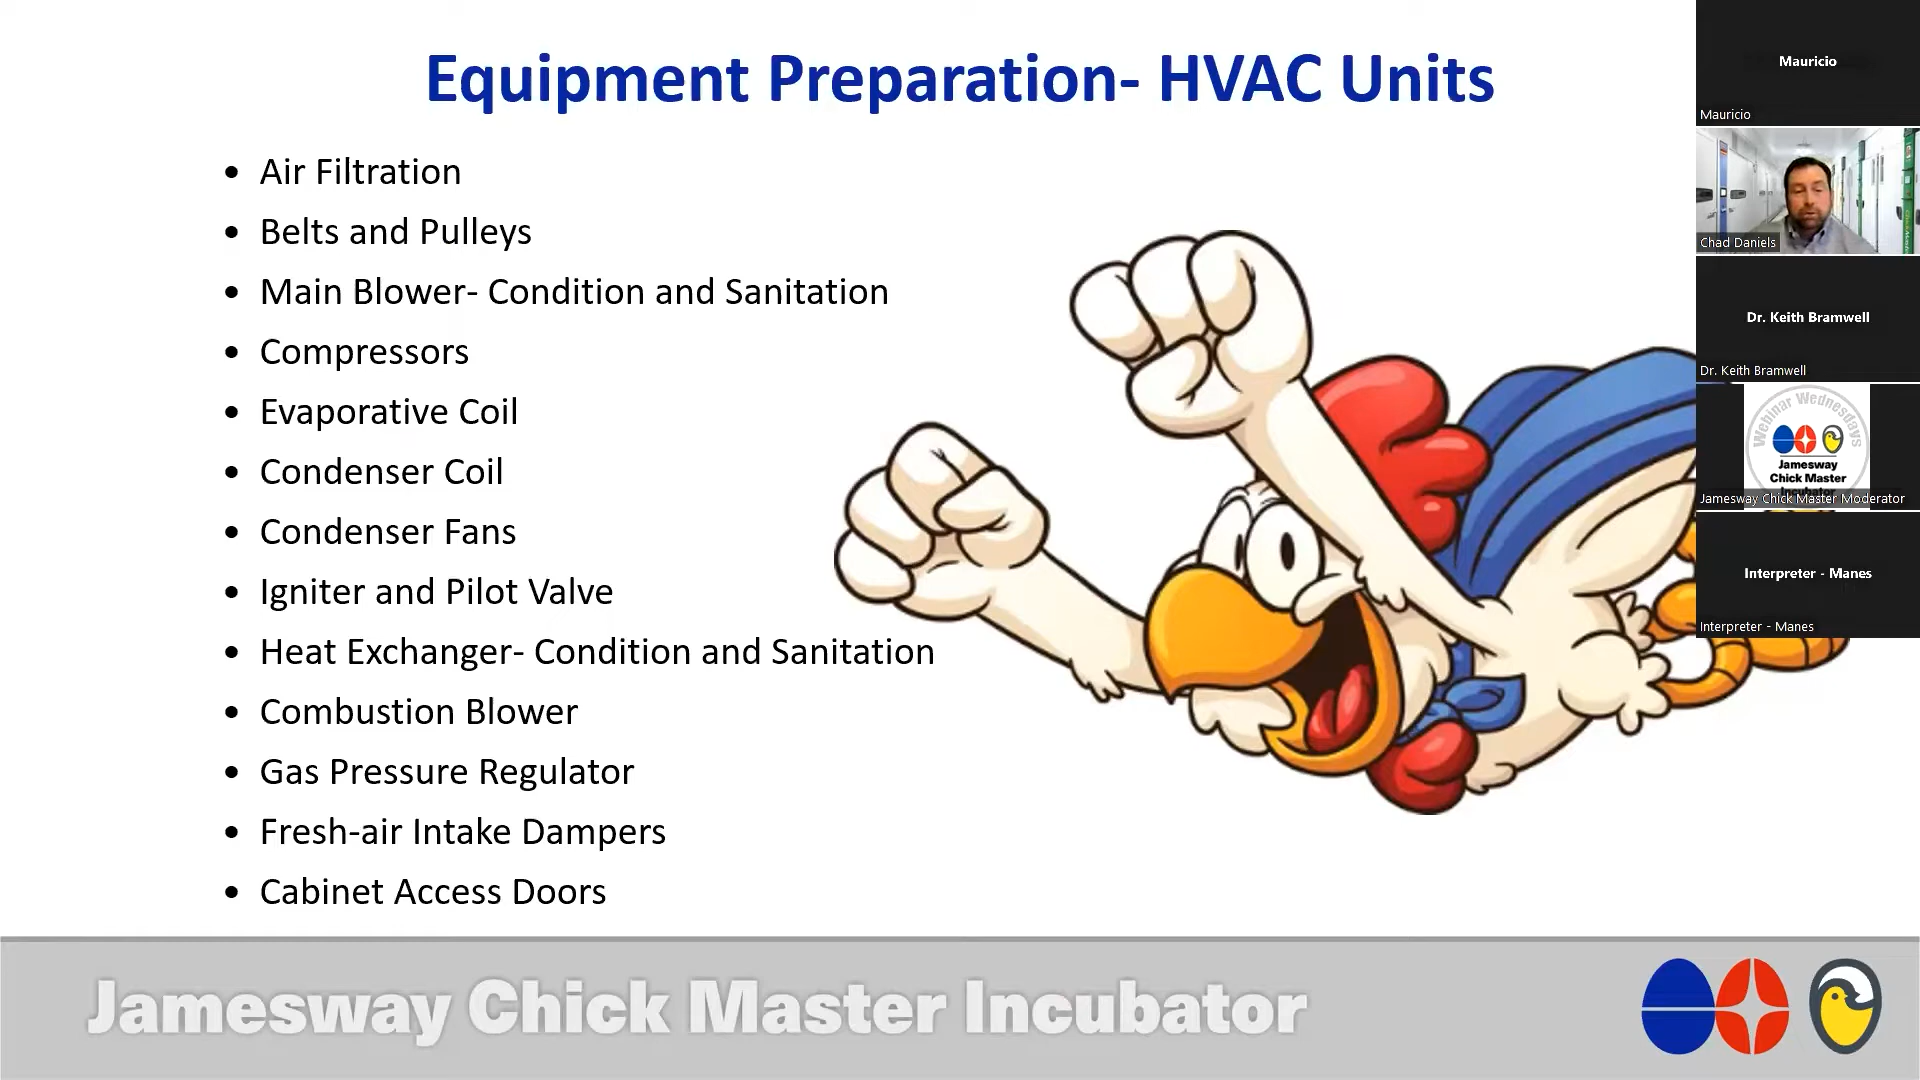 Equipment Preparation- HVAC Units
• Air Filtration
• Belts and Pulleys
• Main Blower- Condition and Sanitation
• Compressors
• Evaporative Coil
• Condenser Coil
• Condenser Fans
• Igniter and Pilot Valve
• Heat Exchanger- Condition and Sanitation
• Combustion Blower
• Gas Pressure Regulator
• Fresh-air Intake Dampers
• Cabinet Access Doors
Jamesway Chick Master Incubator
Mauricio
Mauricio
Chad Daniels
Dr. Keith Bramwell
Dr. Keith Bramwell
Webinar Wednesdays
Jamesway
Chick Master
Incubator
Jamesway Chick Master Moderator
Interpreter - Manes
Interpreter - Manes